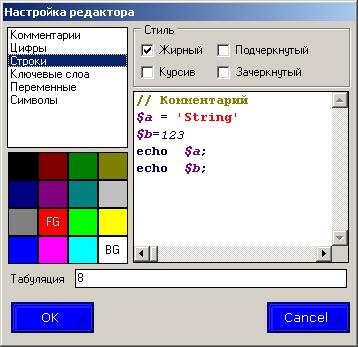 Настройка редактора
Комментарии
Цифры
Строки
Ключевые слоа
Переменные
Символы
Стиль
Жирный
Подчеркнутый
Курсив
Зачеркнутый
// Комментарий
$a = 'String'
$b=123
echo $a;
echo $b;
FG
BG
Табуляция 8
OK
Cancel